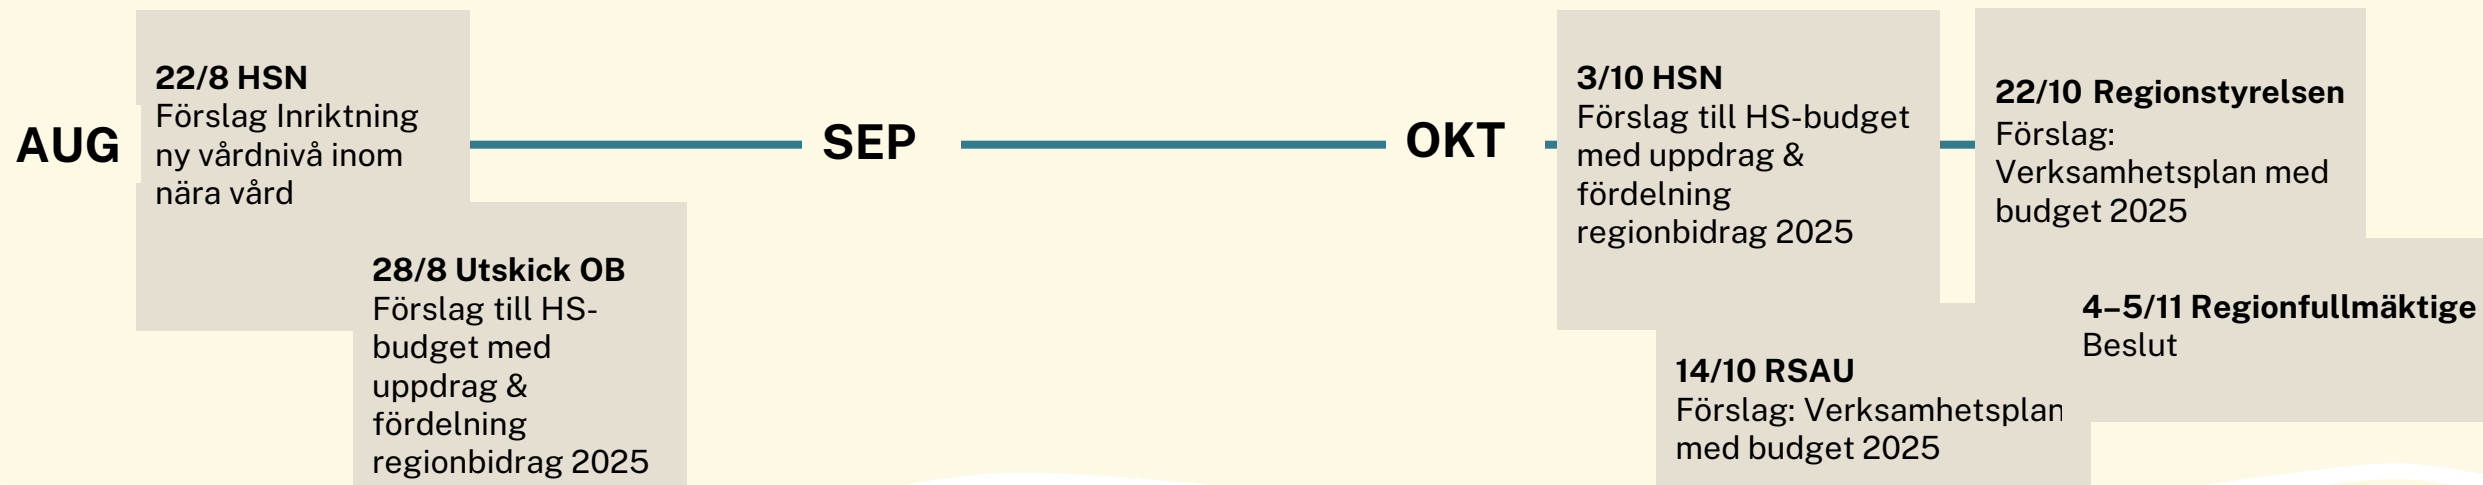 AUG
22/8 HSN
Förslag Inriktning
ny vårdnivå inom
nära vård
28/8 Utskick OB
Förslag till HS-
budget med
uppdrag &
fördelning
regionbidrag 2025
SEP
OKT
3/10 HSN
Förslag till HS-budget
med uppdrag &
fördelning
regionbidrag 2025
14/10 RSAU
Förslag: Verksamhetsplan
med budget 2025
22/10 Regionstyrelsen
Förslag:
Verksamhetsplan med
budget 2025
4–5/11 Regionfullmäktige
Beslut